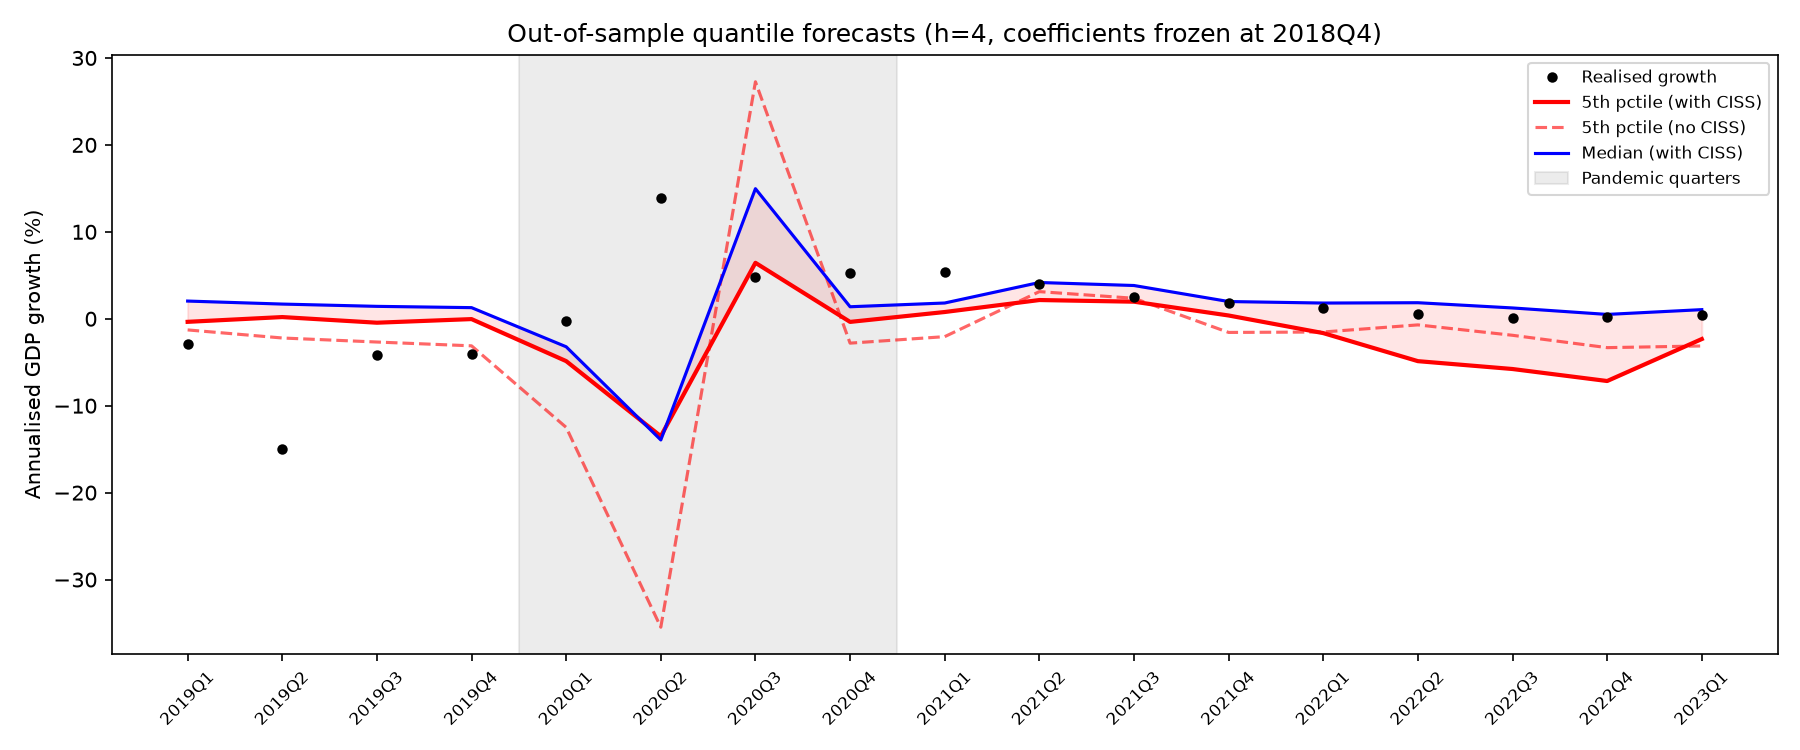 Out-of-sample quantile forecasts (h=4, coefficients frozen at 2018Q4)
Annualised GDP growth (%)
30
20
10
0
−10
−20
−30
Realised growth
5th pctile (with CISS)
5th pctile (no CISS)
Median (with CISS)
Pandemic quarters
2019Q1
2019Q2
2019Q3
2019Q4
2020Q1
2020Q2
2020Q3
2020Q4
2021Q1
2021Q2
2021Q3
2021Q4
2022Q1
2022Q2
2022Q3
2022Q4
2023Q1